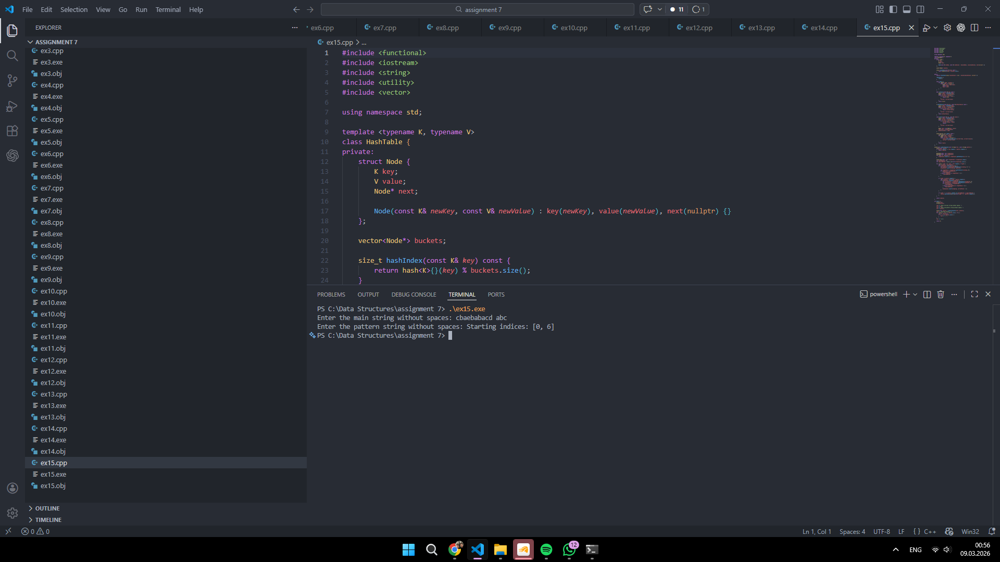 File Edit Selection View Go Run Terminal Help
assignment 7
11
1
EXPLORER
ex6.cpp ex7.cpp ex8.cpp ex9.cpp ex10.cpp ex11.cpp ex12.cpp ex13.cpp ex14.cpp ex15.cpp
ASSIGNMENT 7
ex3.cpp
ex3.exe
ex3.obj
ex4.cpp
ex4.exe
ex4.obj
ex5.cpp
ex5.exe
ex5.obj
ex6.cpp
ex6.exe
ex6.obj
ex7.cpp
ex7.exe
ex7.obj
ex8.cpp
ex8.exe
ex8.obj
ex9.cpp
ex9.exe
ex9.obj
ex10.cpp
ex10.exe
ex10.obj
ex11.cpp
ex11.exe
ex11.obj
ex12.cpp
ex12.exe
ex12.obj
ex13.cpp
ex13.exe
ex13.obj
ex14.cpp
ex14.exe
ex14.obj
ex15.cpp
ex15.exe
ex15.obj
OUTLINE
TIMELINE
ex15.cpp > ...
1 #include <functional>
2 #include <iostream>
3 #include <string>
4 #include <utility>
5 #include <vector>
6
7 using namespace std;
8
9 template <typename K, typename V>
10 class HashTable {
11 private:
12 struct Node {
13 K key;
14 V value;
15 Node* next;
16
17 Node(const K& newKey, const V& newValue) : key(newKey), value(newValue), next(nullptr) {}
18 };
19
20 vector<Node*> buckets;
21
22 size_t hashIndex(const K& key) const {
23 return hash<K>{}(key) % buckets.size();
24 }
PROBLEMS OUTPUT DEBUG CONSOLE TERMINAL PORTS
powershell
PS C:\Data Structures\assignment 7> .\ex15.exe
Enter the main string without spaces: cbaebabacd abc
Enter the pattern string without spaces: Starting indices: [0, 6]
PS C:\Data Structures\assignment 7>
0 0
Ln 1, Col 1 Spaces: 4 UTF-8 LF { } C++ Win32
12
ENG
00:56
09.03.2026